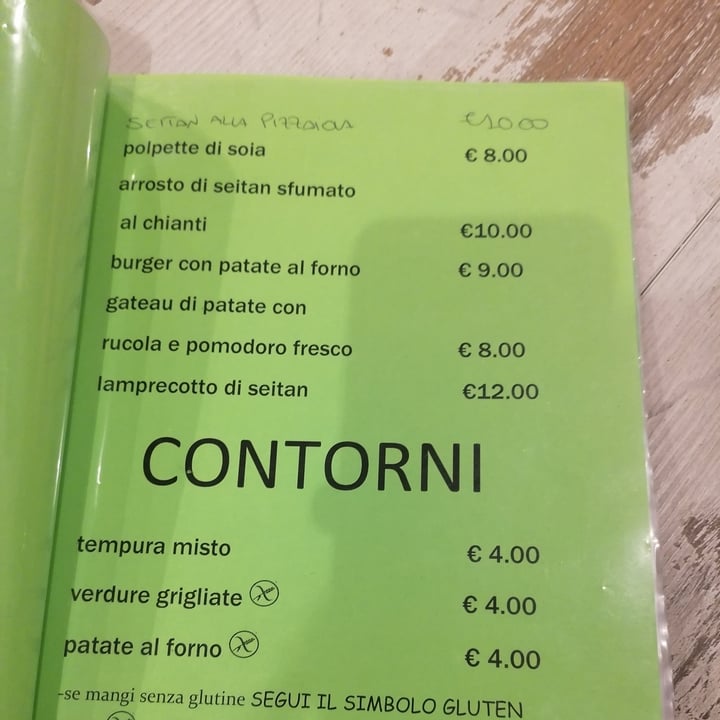 SEITAN ALLA PIZZAIOLA €10.00
polpette di soia € 8.00
arrosto di seitan sfumato
al chianti €10.00
burger con patate al forno € 9.00
gateau di patate con
rucola e pomodoro fresco € 8.00
lamprecotto di seitan €12.00
CONTORNI
tempura misto € 4.00
verdure grigliate € 4.00
patate al forno € 4.00
-se mangi senza glutine SEGUI IL SIMBOLO GLUTEN